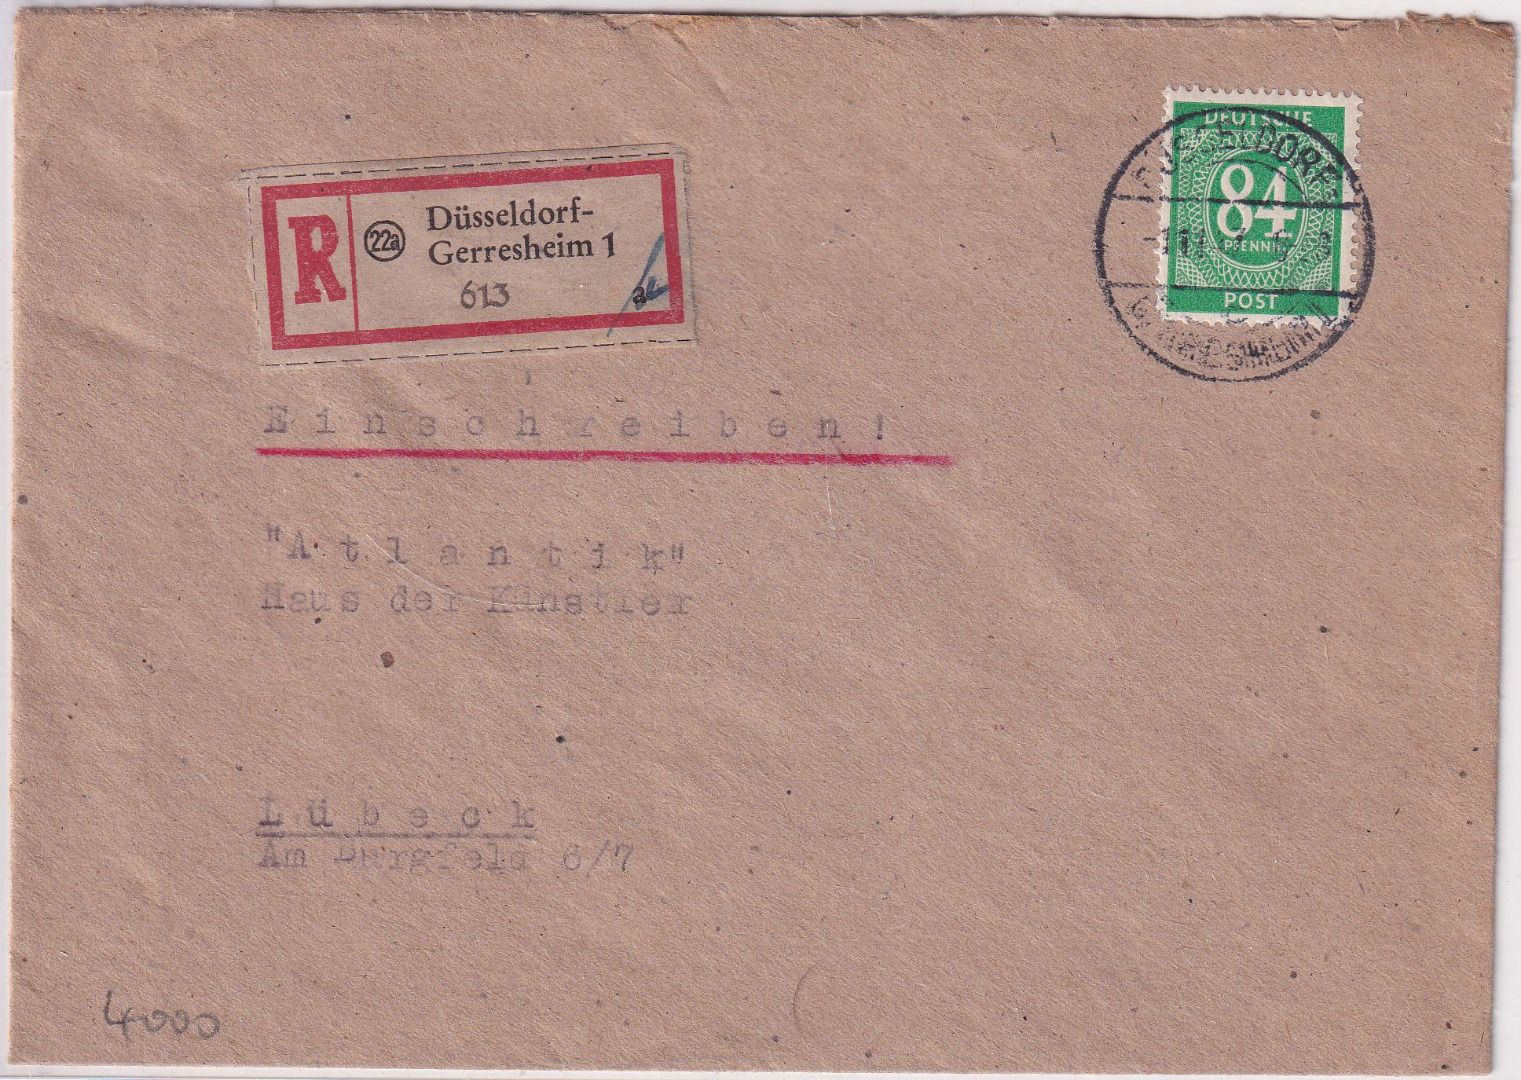 R
22a
Düsseldorf-
Gerresheim 1
613
a
DEUTSCHE
84
PFENNIG
POST
Einschreiben!
"Atlantik"
Haus der Künstler
Lübeck
Am Burgfeld 6/7
4000